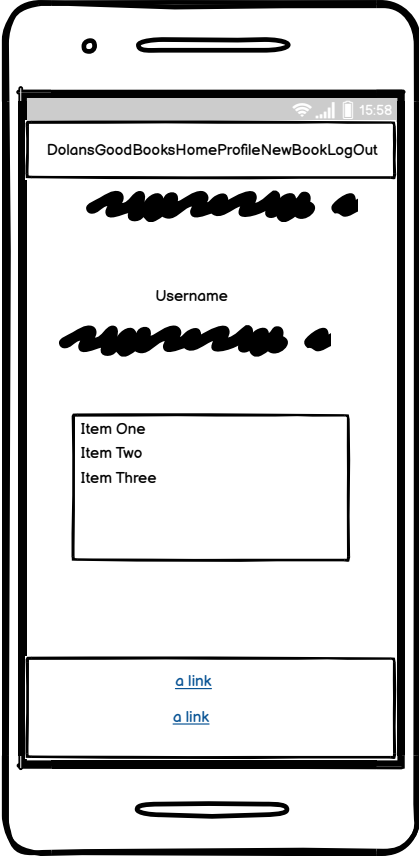 15:58
DolansGoodBooksHomeProfileNewBookLogOut
Username
Item One
Item Two
Item Three
a link
a link